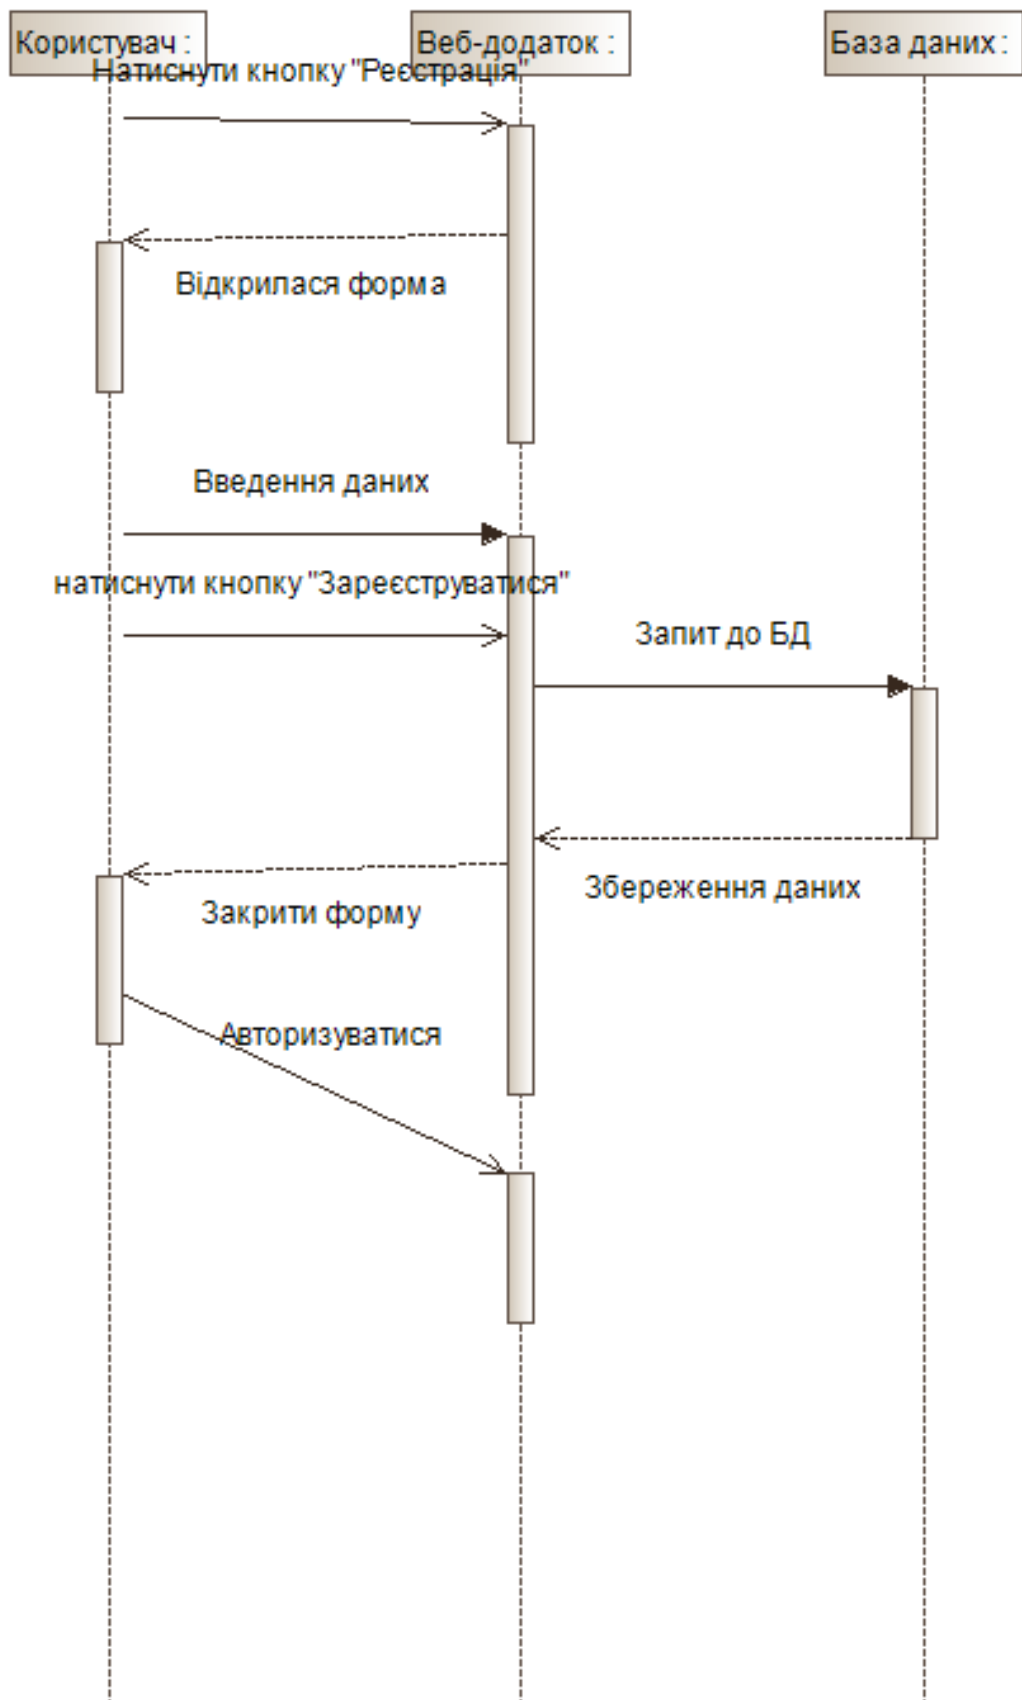 Користувач :
Веб-додаток :
База даних :
Натиснути кнопку "Реєстрація"
Відкрилася форма
Введення даних
натиснути кнопку "Зареєструватися"
Запит до БД
Збереження даних
Закрити форму
Авторизуватися